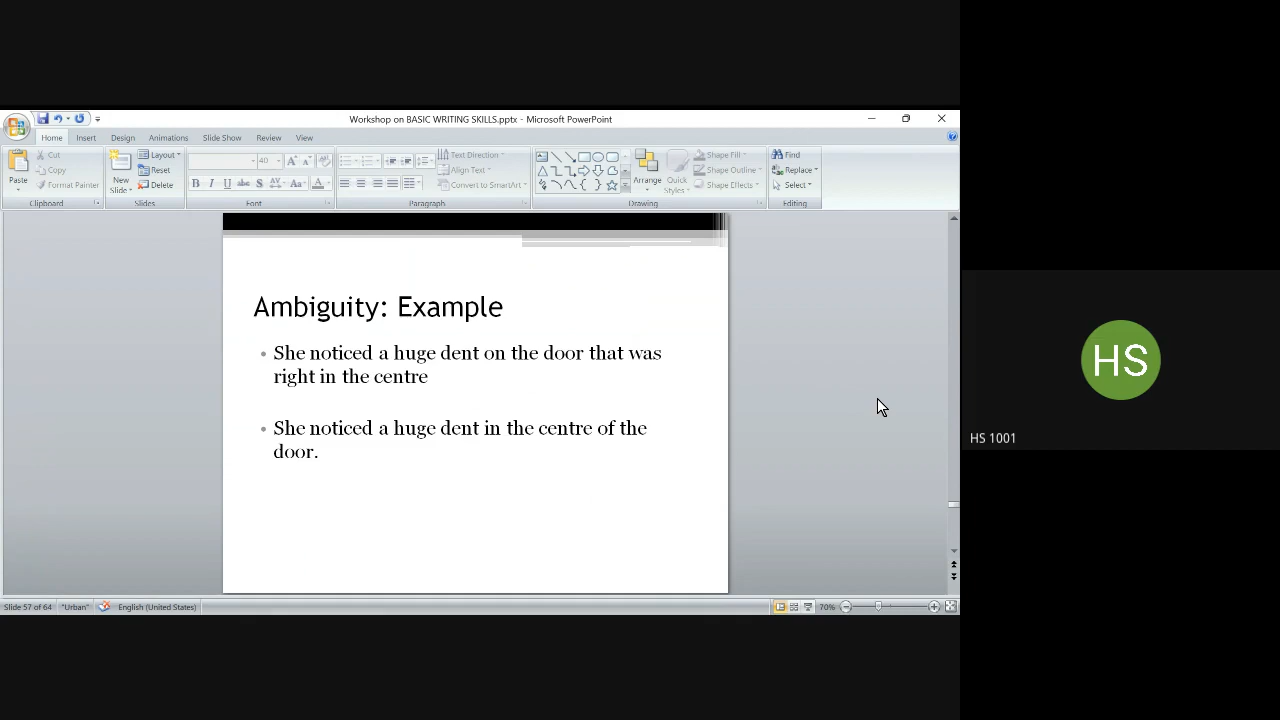 Workshop on BASIC WRITING SKILLS.pptx - Microsoft PowerPoint
Home Insert Design Animations Slide Show Review View
Paste
Cut
Copy
Format Painter
Clipboard
New
Slide
Layout
Reset
Delete
Slides
40
B I U abc S AV Aa A
Font
Text Direction
Align Text
Convert to SmartArt
Paragraph
Arrange
Quick
Styles
Shape Fill
Shape Outline
Shape Effects
Drawing
Find
Replace
Select
Editing
Ambiguity: Example
• She noticed a huge dent on the door that was
right in the centre
• She noticed a huge dent in the centre of the
door.
HS
HS 1001
Slide 57 of 64 "Urban" English (United States) 70%